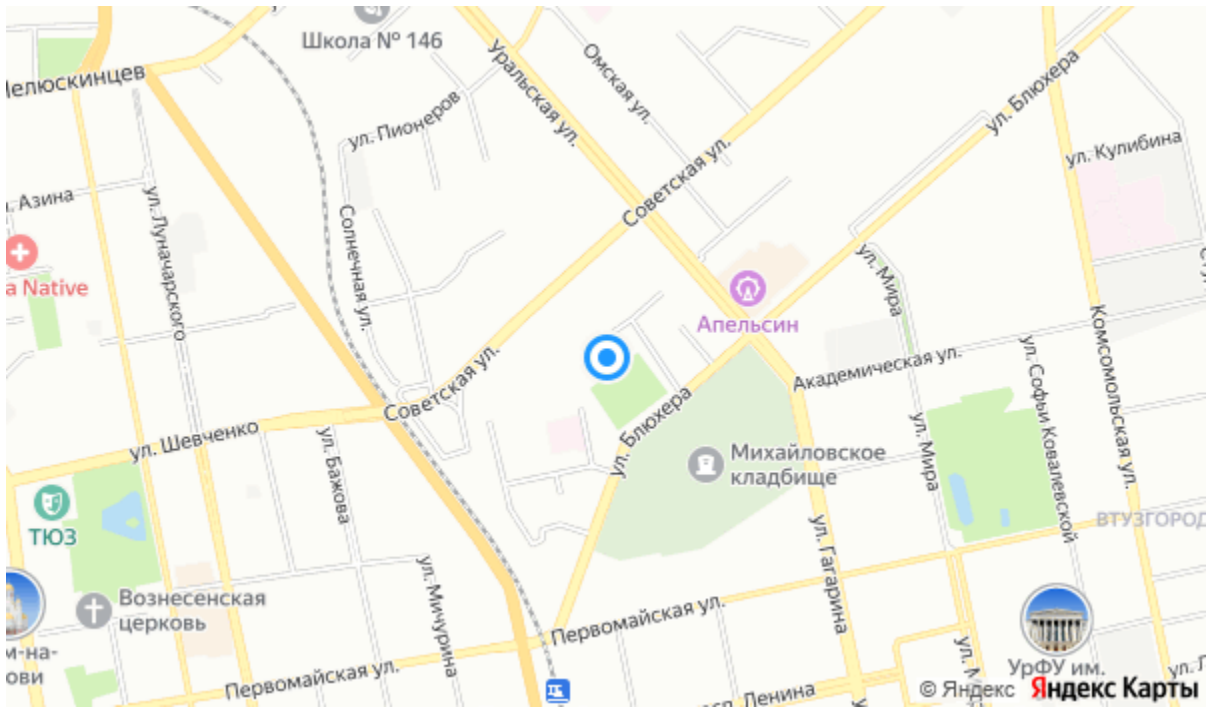 Школа № 146
Челюскинцев
Уральская ул.
Омская ул.
ул. Блюхера
ул. Пионеров
ул. Кулибина
Советская ул.
Азина
ул. Луначарского
Солнечная ул.
a Native
ул. Мира
Апельсин
Комсомольская ул.
Академическая ул.
ул. Софьи Ковалевской
Советская ул.
ул. Шевченко
ул. Бажова
ул. Блюхера
Михайловское
кладбище
ул. Мира
ТЮЗ
ВТУЗГОРОД
ул. Гагарина
Вознесенская
церковь
ул. Мичурина
Первомайская ул.
м-на-
ови
Первомайская ул.
УрФУ им.
ул. М
ул. Л
Ленина
© Яндекс Яндекс Карты